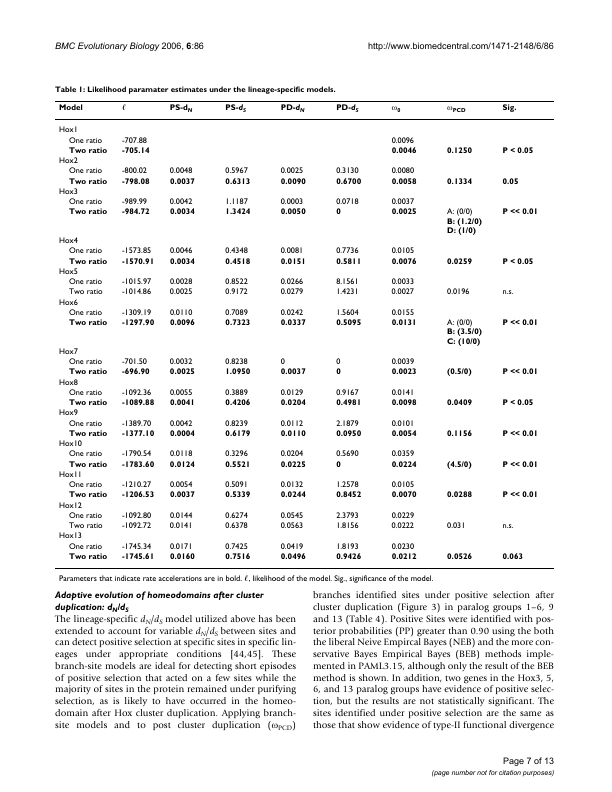 BMC Evolutionary Biology 2006, 6:86 http://www.biomedcentral.com/1471-2148/6/86
Table 1: Likelihood paramater estimates under the lineage-specific models.
Model ℓ PS-dN PS-dS PD-dN PD-dS ω0 ωPCD Sig.
Hox1
One ratio -707.88 0.0096
Two ratio -705.14 0.0046 0.1250 P < 0.05
Hox2
One ratio -800.02 0.0048 0.5967 0.0025 0.3130 0.0080
Two ratio -798.08 0.0037 0.6313 0.0090 0.6700 0.0058 0.1334 0.05
Hox3
One ratio -989.99 0.0042 1.1187 0.0003 0.0718 0.0037
Two ratio -984.72 0.0034 1.3424 0.0050 0 0.0025 A: (0/0) P << 0.01
B: (1.2/0)
D: (1/0)
Hox4
One ratio -1573.85 0.0046 0.4348 0.0081 0.7736 0.0105
Two ratio -1570.91 0.0034 0.4518 0.0151 0.5811 0.0076 0.0259 P < 0.05
Hox5
One ratio -1015.97 0.0028 0.8522 0.0266 8.1561 0.0033
Two ratio -1014.86 0.0025 0.9172 0.0279 1.4231 0.0027 0.0196 n.s.
Hox6
One ratio -1309.19 0.0110 0.7089 0.0242 1.5604 0.0155
Two ratio -1297.90 0.0096 0.7323 0.0337 0.5095 0.0131 A: (0/0) P << 0.01
B: (3.5/0)
C: (10/0)
Hox7
One ratio -701.50 0.0032 0.8238 0 0 0.0039
Two ratio -696.90 0.0025 1.0950 0.0037 0 0.0023 (0.5/0) P << 0.01
Hox8
One ratio -1092.36 0.0055 0.3889 0.0129 0.9167 0.0141
Two ratio -1089.88 0.0041 0.4206 0.0204 0.4981 0.0098 0.0409 P < 0.05
Hox9
One ratio -1389.70 0.0042 0.8239 0.0112 2.1879 0.0101
Two ratio -1377.10 0.0004 0.6179 0.0110 0.0950 0.0054 0.1156 P << 0.01
Hox10
One ratio -1790.54 0.0118 0.3296 0.0204 0.5690 0.0359
Two ratio -1783.60 0.0124 0.5521 0.0225 0 0.0224 (4.5/0) P << 0.01
Hox11
One ratio -1210.27 0.0054 0.5091 0.0132 1.2578 0.0105
Two ratio -1206.53 0.0037 0.5339 0.0244 0.8452 0.0070 0.0288 P << 0.01
Hox12
One ratio -1092.80 0.0144 0.6274 0.0545 2.3793 0.0229
Two ratio -1092.72 0.0141 0.6378 0.0563 1.8156 0.0222 0.031 n.s.
Hox13
One ratio -1745.34 0.0171 0.7425 0.0419 1.8193 0.0230
Two ratio -1745.61 0.0160 0.7516 0.0496 0.9426 0.0212 0.0526 0.063
Parameters that indicate rate accelerations are in bold. ℓ, likelihood of the model. Sig., significance of the model.
Adaptive evolution of homeodomains after cluster
duplication: dN/dS
The lineage-specific dN/dS model utilized above has been
extended to account for variable dN/dS between sites and
can detect positive selection at specific sites in specific lin-
eages under appropriate conditions [44,45]. These
branch-site models are ideal for detecting short episodes
of positive selection that acted on a few sites while the
majority of sites in the protein remained under purifying
selection, as is likely to have occurred in the homeo-
domain after Hox cluster duplication. Applying branch-
site models and to post cluster duplication (ωPCD)
branches identified sites under positive selection after
cluster duplication (Figure 3) in paralog groups 1–6, 9
and 13 (Table 4). Positive Sites were identified with pos-
terior probabilities (PP) greater than 0.90 using the both
the liberal Neive Empirical Bayes (NEB) and the more con-
servative Bayes Empirical Bayes (BEB) methods imple-
mented in PAML3.15, although only the result of the BEB
method is shown. In addition, two genes in the Hox3, 5,
6, and 13 paralog groups have evidence of positive selec-
tion, but the results are not statistically significant. The
sites identified under positive selection are the same as
those that show evidence of type-II functional divergence
Page 7 of 13
(page number not for citation purposes)